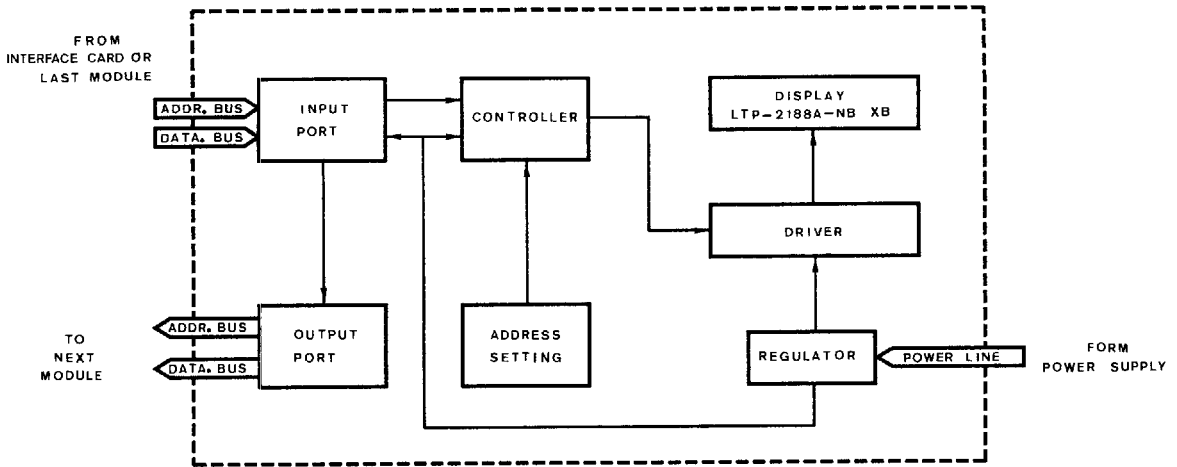 FROM
INTERFACE CARD OR
LAST MODULE
ADDR. BUS
DATA. BUS
INPUT
PORT
CONTROLLER
DISPLAY
LTP-2188A-NB XB
DRIVER
ADDR. BUS
DATA. BUS
TO
NEXT
MODULE
OUTPUT
PORT
ADDRESS
SETTING
REGULATOR
POWER LINE
FORM
POWER SUPPLY